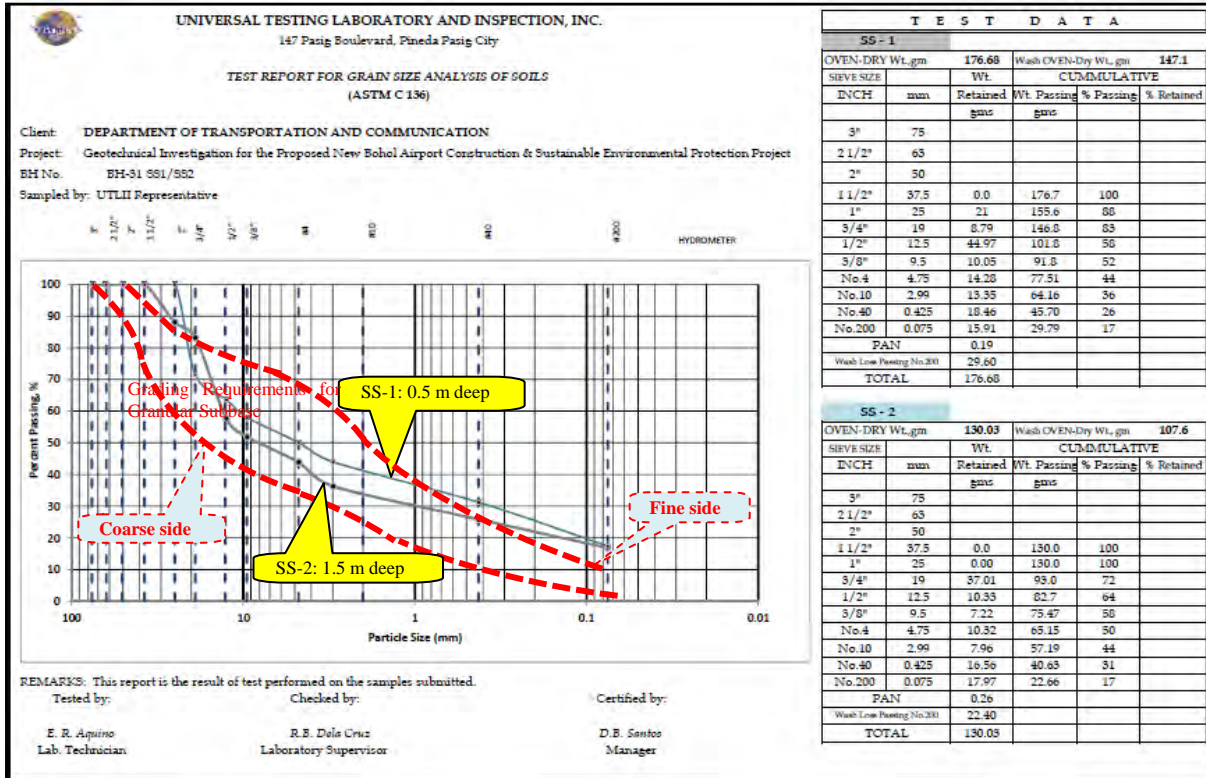 UNIVERSAL TESTING LABORATORY AND INSPECTION, INC.
147 Pasig Boulevard, Pineda Pasig City
TEST REPORT FOR GRAIN SIZE ANALYSIS OF SOILS
(ASTM C 136)
Client: DEPARTMENT OF TRANSPORTATION AND COMMUNICATION
Project: Geotechnical Investigation for the Proposed New Bohol Airport Construction & Sustainable Environmental Protection Project
BH No. BH-31 SS1/SS2
Sampled by: UTLII Representative
3" 2 1/2" 2" 1 1/2" 1" 3/4" 1/2" 3/8" #4 #10 #40 #200 HYDROMETER
100
90
80
70
60
50
40
30
20
10
0
Percent Passing, %
100 10 1 0.1 0.01
Particle Size (mm)
Grading Requirements for
Granular Subbase
SS-1: 0.5 m deep
Coarse side
Fine side
SS-2: 1.5 m deep
REMARKS: This report is the result of test performed on the samples submitted.
Tested by: Checked by: Certified by:
E. R. Aquino R.B. Dela Cruz D.B. Santos
Lab. Technician Laboratory Supervisor Manager
T E S T D A T A
SS - 1
OVEN-DRY Wt.,gm 176.68 Wash OVEN-Dry Wt., gm 147.1
SIEVE SIZE Wt. CUMMULATIVE
INCH mm Retained Wt. Passing % Passing % Retained
gms gms
3" 75
2 1/2" 63
2" 50
1 1/2" 37.5 0.0 176.7 100
1" 25 21 155.6 88
3/4" 19 8.79 146.8 83
1/2" 12.5 44.97 101.8 58
3/8" 9.5 10.05 91.8 52
No.4 4.75 14.28 77.51 44
No.10 2.99 13.35 64.16 36
No.40 0.425 18.46 45.70 26
No.200 0.075 15.91 29.79 17
PAN 0.19
Wash Loss Passing No.200 29.60
TOTAL 176.68
SS - 2
OVEN-DRY Wt.,gm 130.03 Wash OVEN-Dry Wt., gm 107.6
SIEVE SIZE Wt. CUMMULATIVE
INCH mm Retained Wt. Passing % Passing % Retained
gms gms
3" 75
2 1/2" 63
2" 50
1 1/2" 37.5 0.0 130.0 100
1" 25 0.00 130.0 100
3/4" 19 37.01 93.0 72
1/2" 12.5 10.33 82.7 64
3/8" 9.5 7.22 75.47 58
No.4 4.75 10.32 65.15 50
No.10 2.99 7.96 57.19 44
No.40 0.425 16.56 40.63 31
No.200 0.075 17.97 22.66 17
PAN 0.26
Wash Loss Passing No.200 22.40
TOTAL 130.03